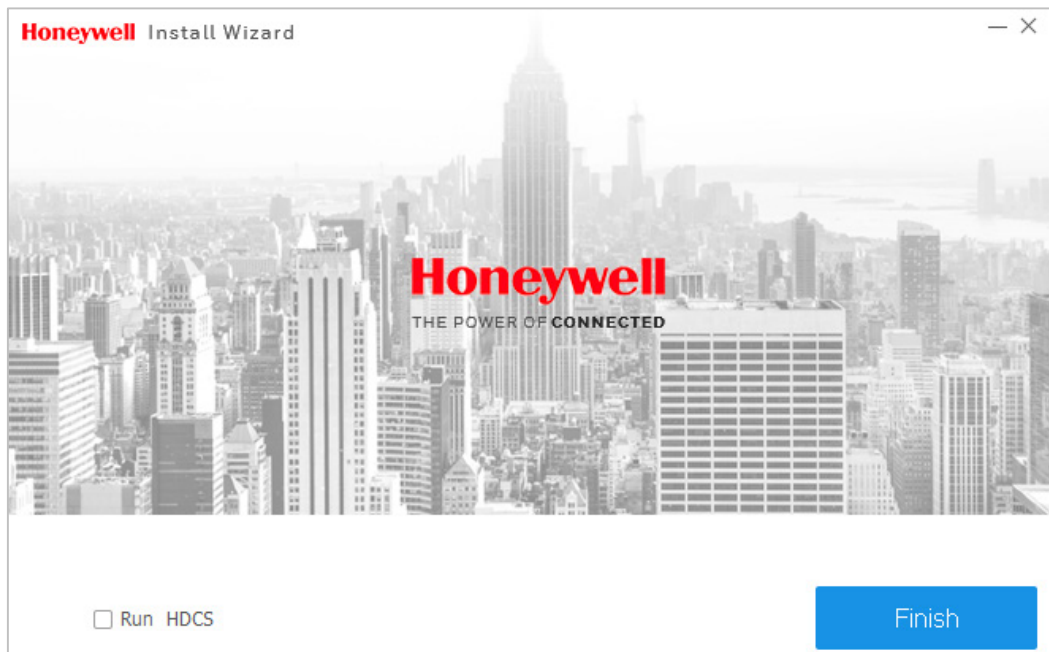 Honeywell Install Wizard
Honeywell
THE POWER OF CONNECTED
Run HDCS
Finish